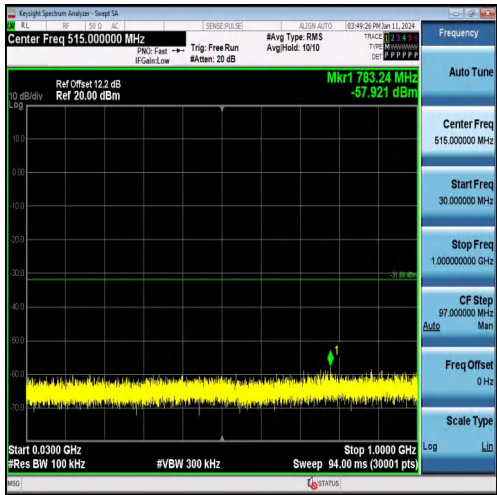 Keysight Spectrum Analyzer - Swept SA
RL RF 50 Ω AC SENSE:PULSE ALIGN AUTO 03:49:26 PM Jan 11, 2024
Center Freq 515.000000 MHz
PNO: Fast
IFGain:Low
Trig: Free Run
#Atten: 20 dB
#Avg Type: RMS
Avg|Hold: 10/10
TRACE 1 2 3 4 5 6
TYPE M W W W W W
DET P P P P P P
Frequency
Auto Tune
Ref Offset 12.2 dB
Ref 20.00 dBm
10 dB/div
Log
Mkr1 783.24 MHz
-57.921 dBm
10.0
0.00
-10.0
-20.0
-30.0
-40.0
-50.0
-60.0
-70.0
1
Center Freq
515.000000 MHz
Start Freq
30.000000 MHz
Stop Freq
1.000000000 GHz
CF Step
97.000000 MHz
Auto Man
Freq Offset
0 Hz
Scale Type
Log Lin
Start 0.0300 GHz
#Res BW 100 kHz
#VBW 300 kHz
Stop 1.0000 GHz
Sweep 94.00 ms (30001 pts)
MSG
STATUS